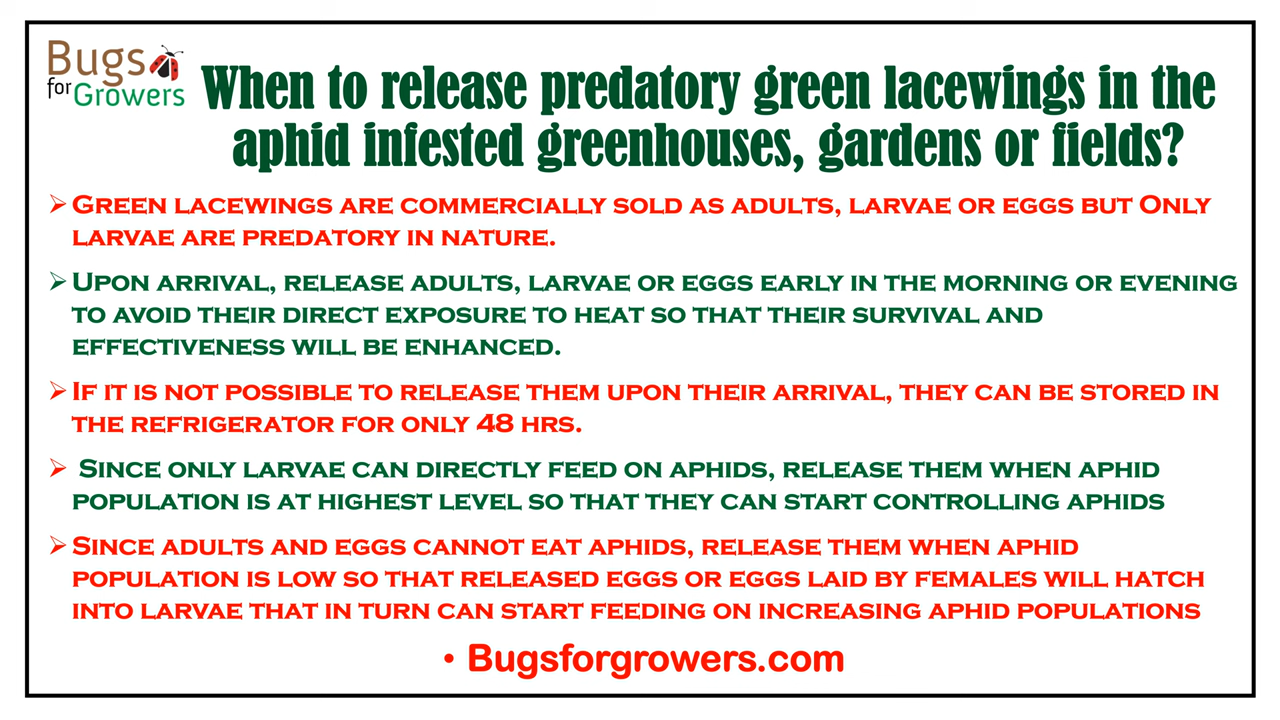 Bugs
for Growers
When to release predatory green lacewings in the
aphid infested greenhouses, gardens or fields?
➢ Green lacewings are commercially sold as adults, larvae or eggs but Only
larvae are predatory in nature.
➢ Upon arrival, release adults, larvae or eggs early in the morning or evening
to avoid their direct exposure to heat so that their survival and
effectiveness will be enhanced.
➢ If it is not possible to release them upon their arrival, they can be stored in
the refrigerator for only 48 hrs.
➢ Since only larvae can directly feed on aphids, release them when aphid
population is at highest level so that they can start controlling aphids
➢ Since adults and eggs cannot eat aphids, release them when aphid
population is low so that released eggs or eggs laid by females will hatch
into larvae that in turn can start feeding on increasing aphid populations
• Bugsforgrowers.com